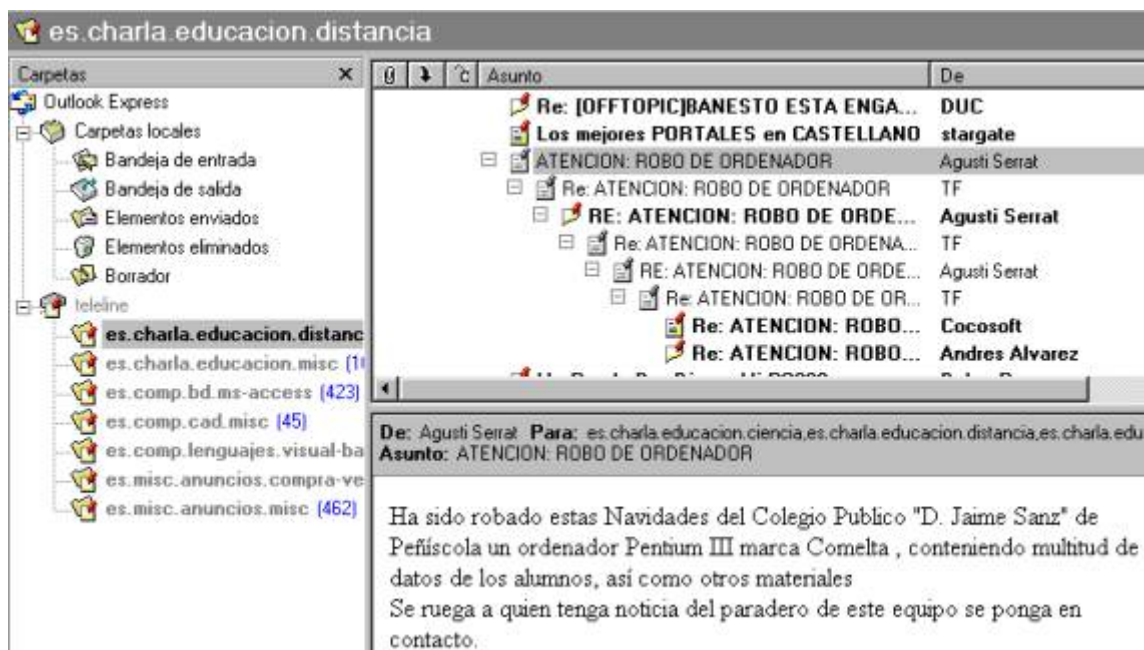 es.charla.educacion.distancia
Carpetas
Outlook Express
Carpetas locales
Bandeja de entrada
Bandeja de salida
Elementos enviados
Elementos eliminados
Borrador
teleline
es.charla.educacion.distanc
es.charla.educacion.misc
es.comp.bd.ms-access (423)
es.comp.cad.misc (45)
es.comp.lenguajes.visual-ba
es.misc.anuncios.compra-ve
es.misc.anuncios.misc (462)
Asunto De
Re: [OFFTOPIC]BANESTO ESTA ENGA... DUC
Los mejores PORTALES en CASTELLANO stargate
ATENCION: ROBO DE ORDENADOR Agusti Serrat
Re: ATENCION: ROBO DE ORDENADOR TF
RE: ATENCION: ROBO DE ORDE... Agusti Serrat
Re: ATENCION: ROBO DE ORDENA... TF
RE: ATENCION: ROBO DE ORDE... Agusti Serrat
Re: ATENCION: ROBO DE OR... TF
Re: ATENCION: ROBO... Cocosoft
Re: ATENCION: ROBO... Andres Alvarez
De: Agusti Serrat Para: es.charla.educacion.ciencia,es.charla.educacion.distancia,es.charla.edu
Asunto: ATENCION: ROBO DE ORDENADOR
Ha sido robado estas Navidades del Colegio Publico "D. Jaime Sanz" de
Peñíscola un ordenador Pentium III marca Comelta , conteniendo multitud de
datos de los alumnos, así como otros materiales
Se ruega a quien tenga noticia del paradero de este equipo se ponga en
contacto.